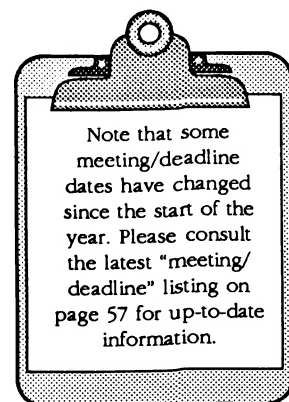 Note that some
meeting/deadline
dates have changed
since the start of the
year. Please consult
the latest "meeting/
deadline" listing on
page 57 for up-to-date
information.